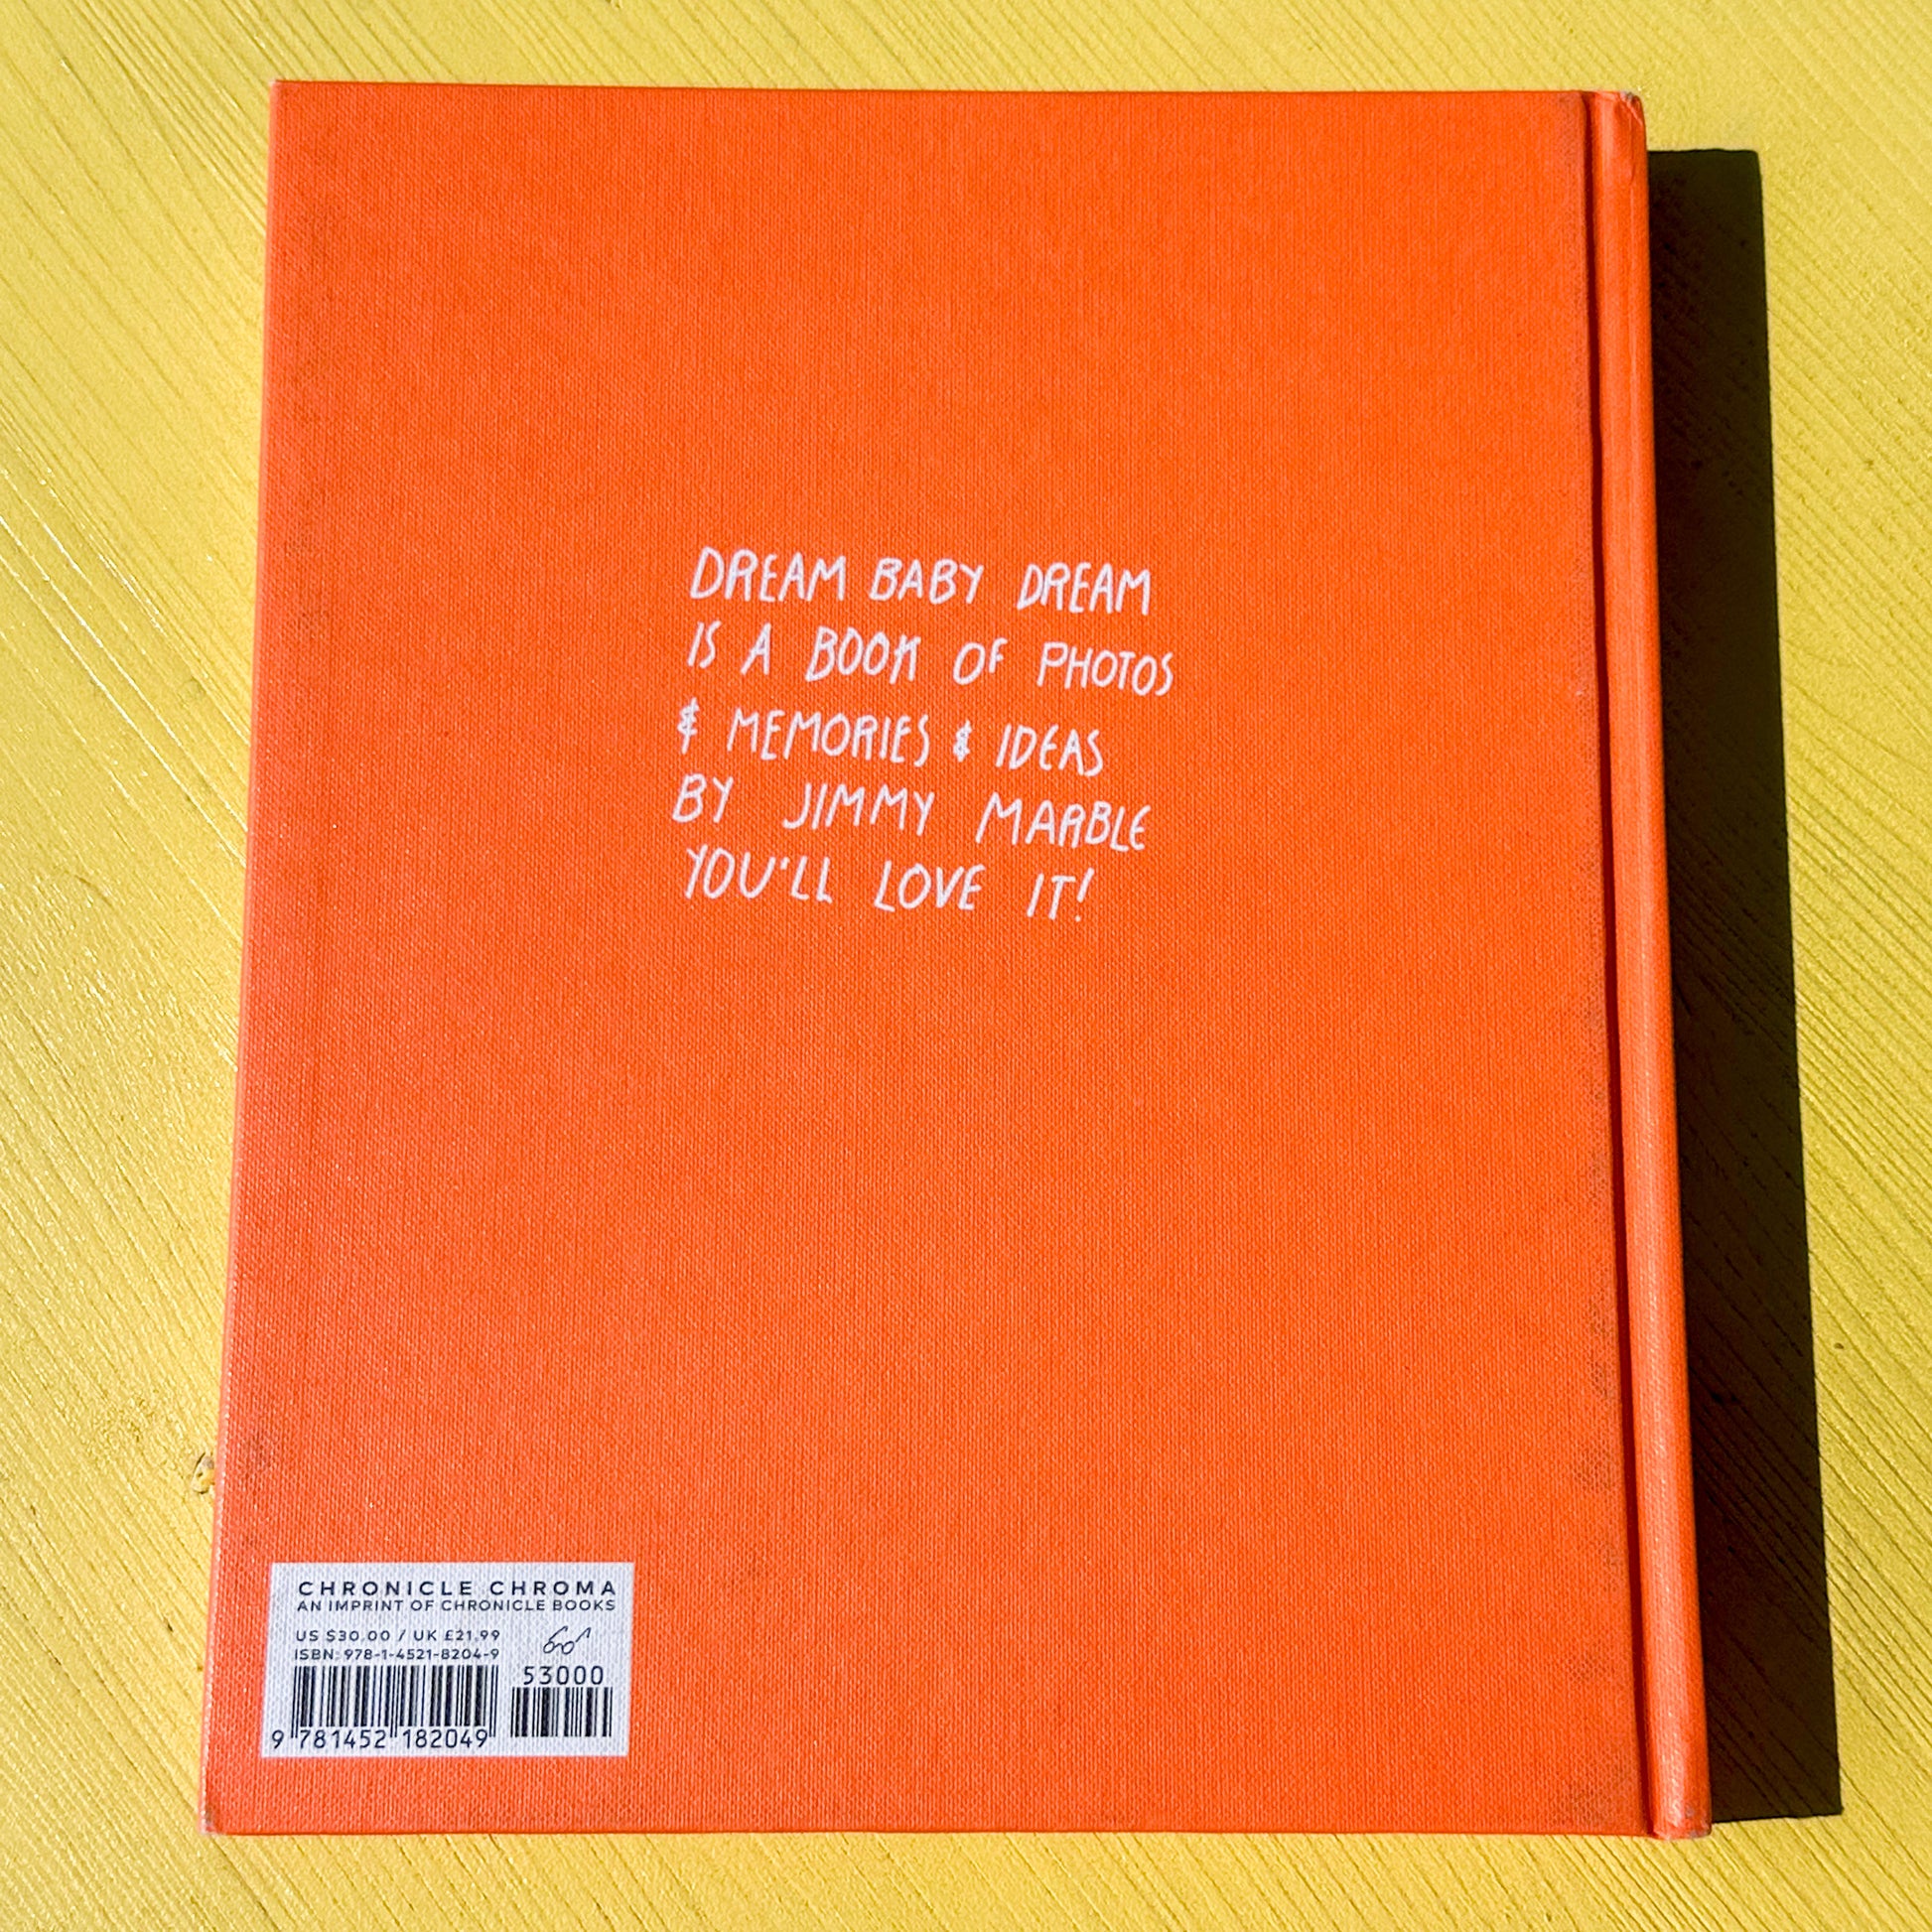 DREAM BABY DREAM
IS A BOOK OF PHOTOS
& MEMORIES & IDEAS
BY JIMMY MARBLE
YOU'LL LOVE IT!
CHRONICLE CHROMA
AN IMPRINT OF CHRONICLE BOOKS
US $30.00 / UK £21.99
ISBN: 978-1-4521-8204-9
53000
9 781452 182049